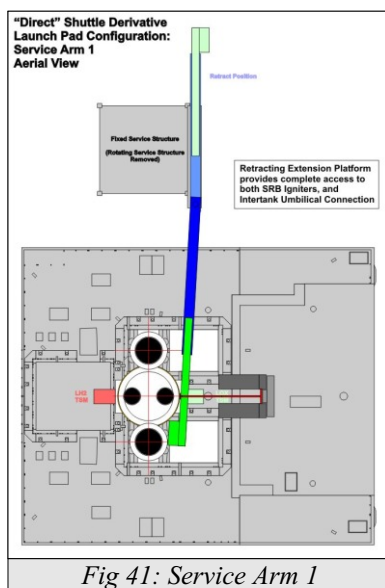 “Direct” Shuttle Derivative
Launch Pad Configuration:
Service Arm 1
Aerial View
Retract Position
Fixed Service Structure
(Rotating Service Structure
Removed)
Retracting Extension Platform
provides complete access to
both SRB Igniters, and
Intertank Umbilical Connection
LH2
TSM
Fig 41: Service Arm 1